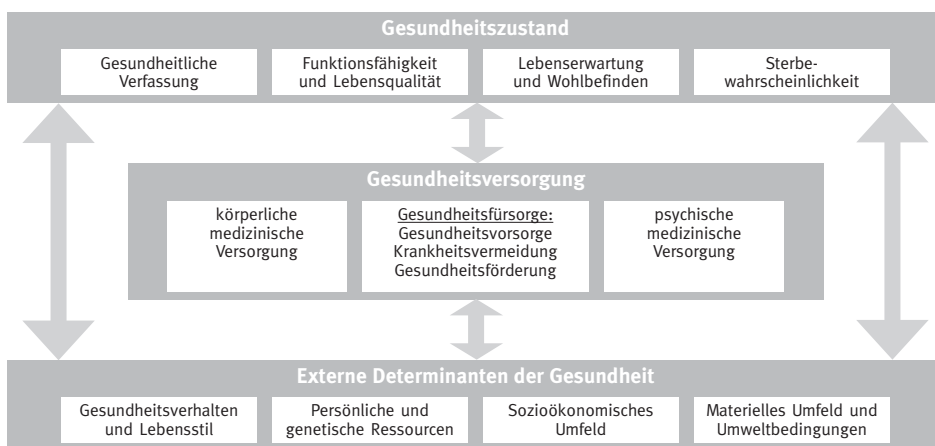 Gesundheitszustand
Gesundheitliche
Verfassung
Funktionsfähigkeit
und Lebensqualität
Lebenserwartung
und Wohlbefinden
Sterbe-
wahrscheinlichkeit
Gesundheitsversorgung
körperliche
medizinische
Versorgung
Gesundheitsfürsorge:
Gesundheitsvorsorge
Krankheitsvermeidung
Gesundheitsförderung
psychische
medizinische
Versorgung
Externe Determinanten der Gesundheit
Gesundheitsverhalten
und Lebensstil
Persönliche und
genetische Ressourcen
Sozioökonomisches
Umfeld
Materielles Umfeld und
Umweltbedingungen